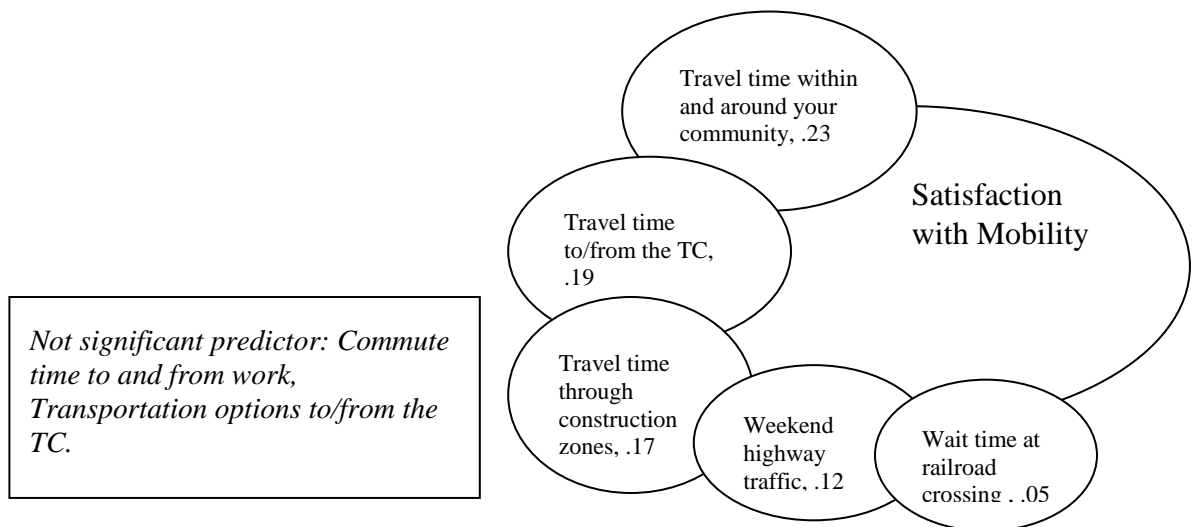 Travel time within
and around your
community, .23
Satisfaction
with Mobility
Travel time
to/from the TC,
.19
Not significant predictor: Commute
time to and from work,
Transportation options to/from the
TC.
Travel time
through
construction
zones, .17
Weekend
highway
traffic, .12
Wait time at
railroad
crossing , .05